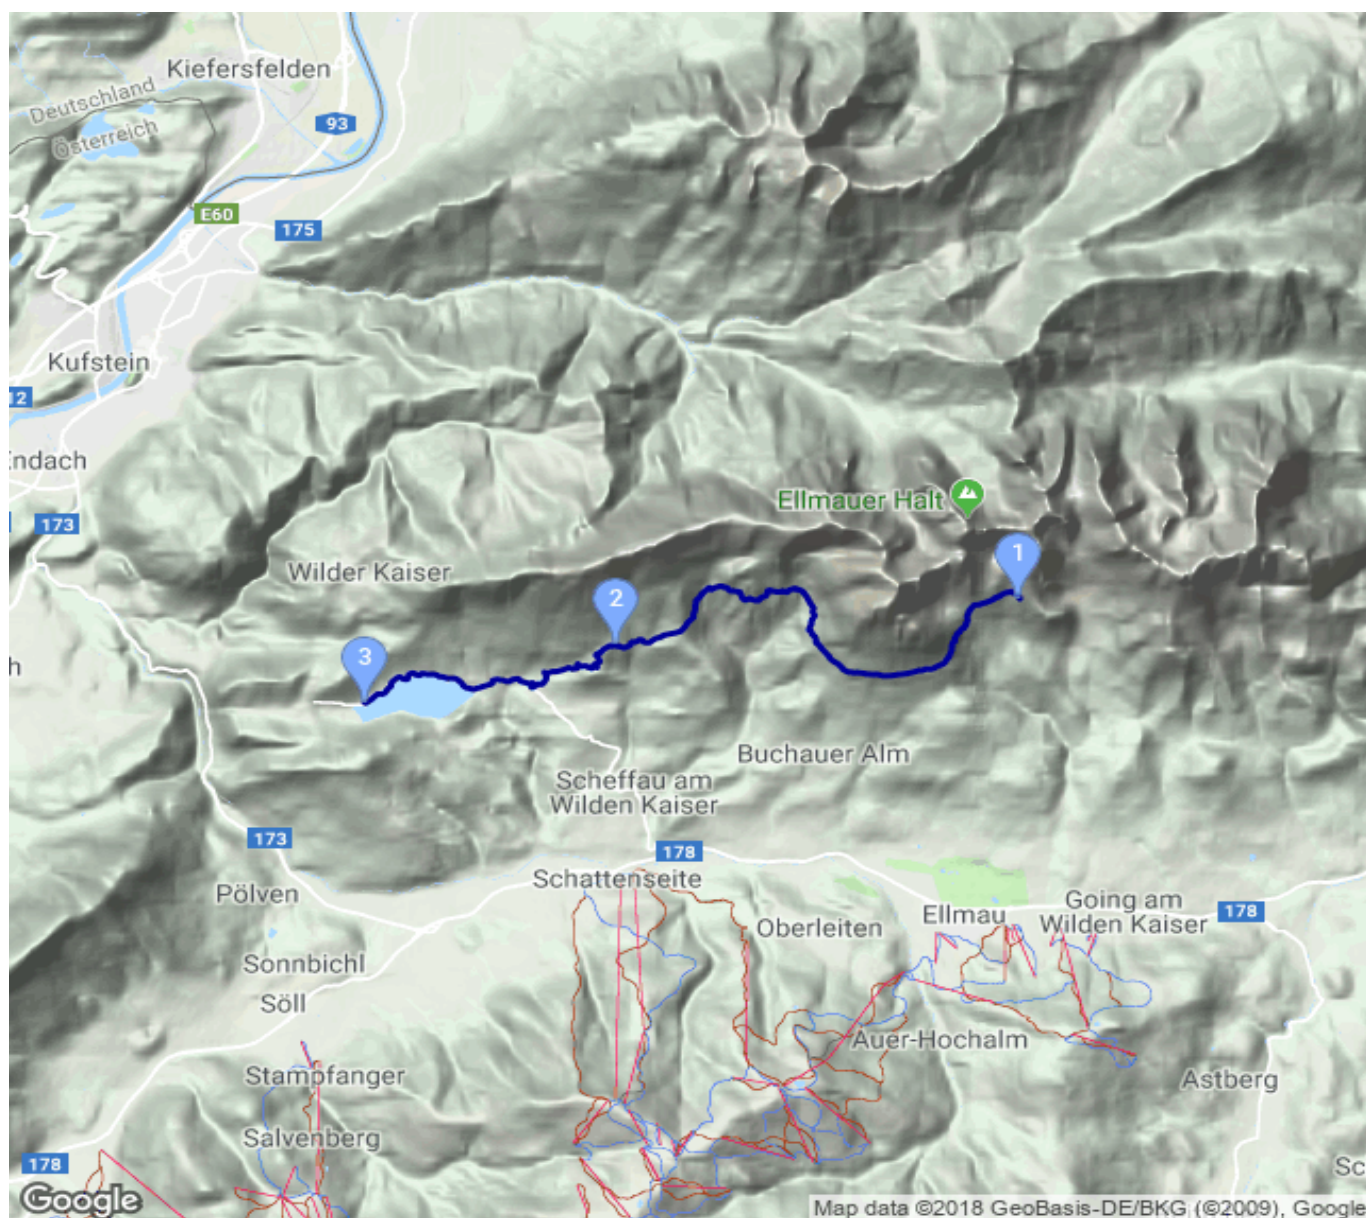 Kiefersfelden
Deutschland
Österreich
93
E60
175
Kufstein
12
Endach
173
Ellmauer Halt
1
Wilder Kaiser
2
3
h
Buchauer Alm
Scheffau am
Wilden Kaiser
173
178
Schattenseite
Pölven
Oberleiten
Ellmau
Going am
Wilden Kaiser
178
Sonnbichl
Söll
Auer-Hochalm
Stampfanger
Astberg
Salvenberg
178
Sc
Google
Map data ©2018 GeoBasis-DE/BKG (©2009), Google